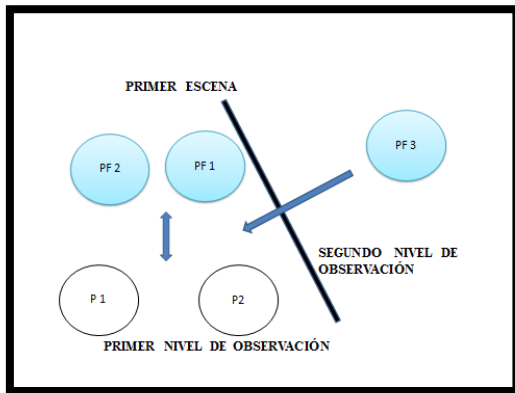 PRIMER ESCENA
PF 3
PF 2
PF 1
SEGUNDO NIVEL DE
OBSERVACIÓN
P 1
P2
PRIMER NIVEL DE OBSERVACIÓN